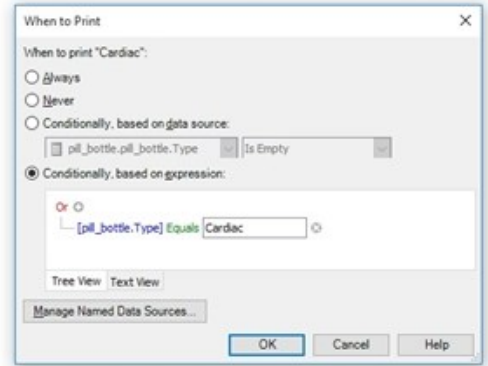 When to Print
When to print "Cardiac":
Always
Never
Conditionally, based on data source:
pill_bottle.pill_bottle.Type Is Empty
Conditionally, based on expression:
Or
[pill_bottle.Type] Equals Cardiac
Tree View Text View
Manage Named Data Sources...
OK Cancel Help